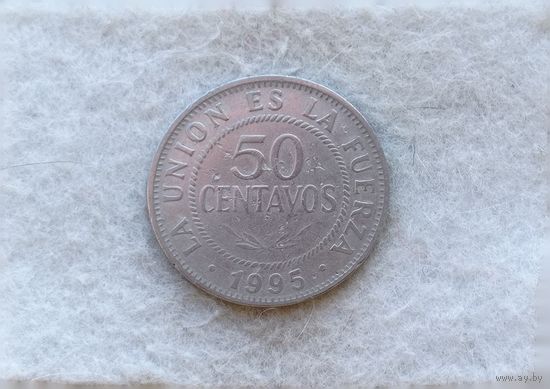 LA UNION ES LA FUERZA
50
CENTAVOS
1995
www.ay.by